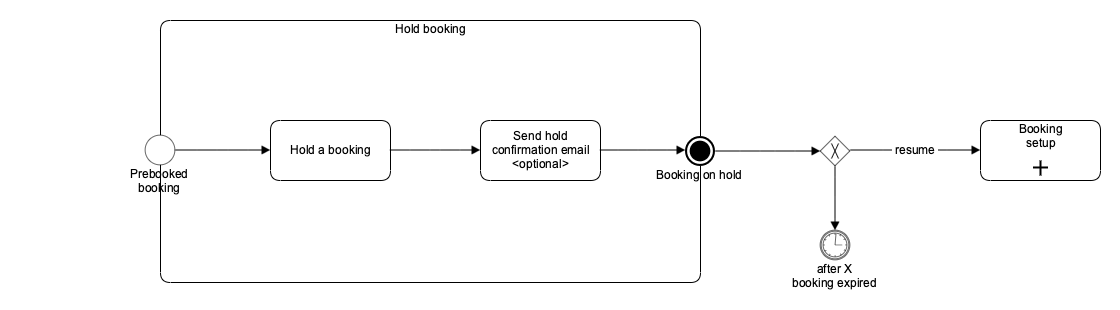 Hold booking
Prebooked
booking
Hold a booking
Send hold
confirmation email
<optional>
Booking on hold
X
resume
Booking
setup
after X
booking expired